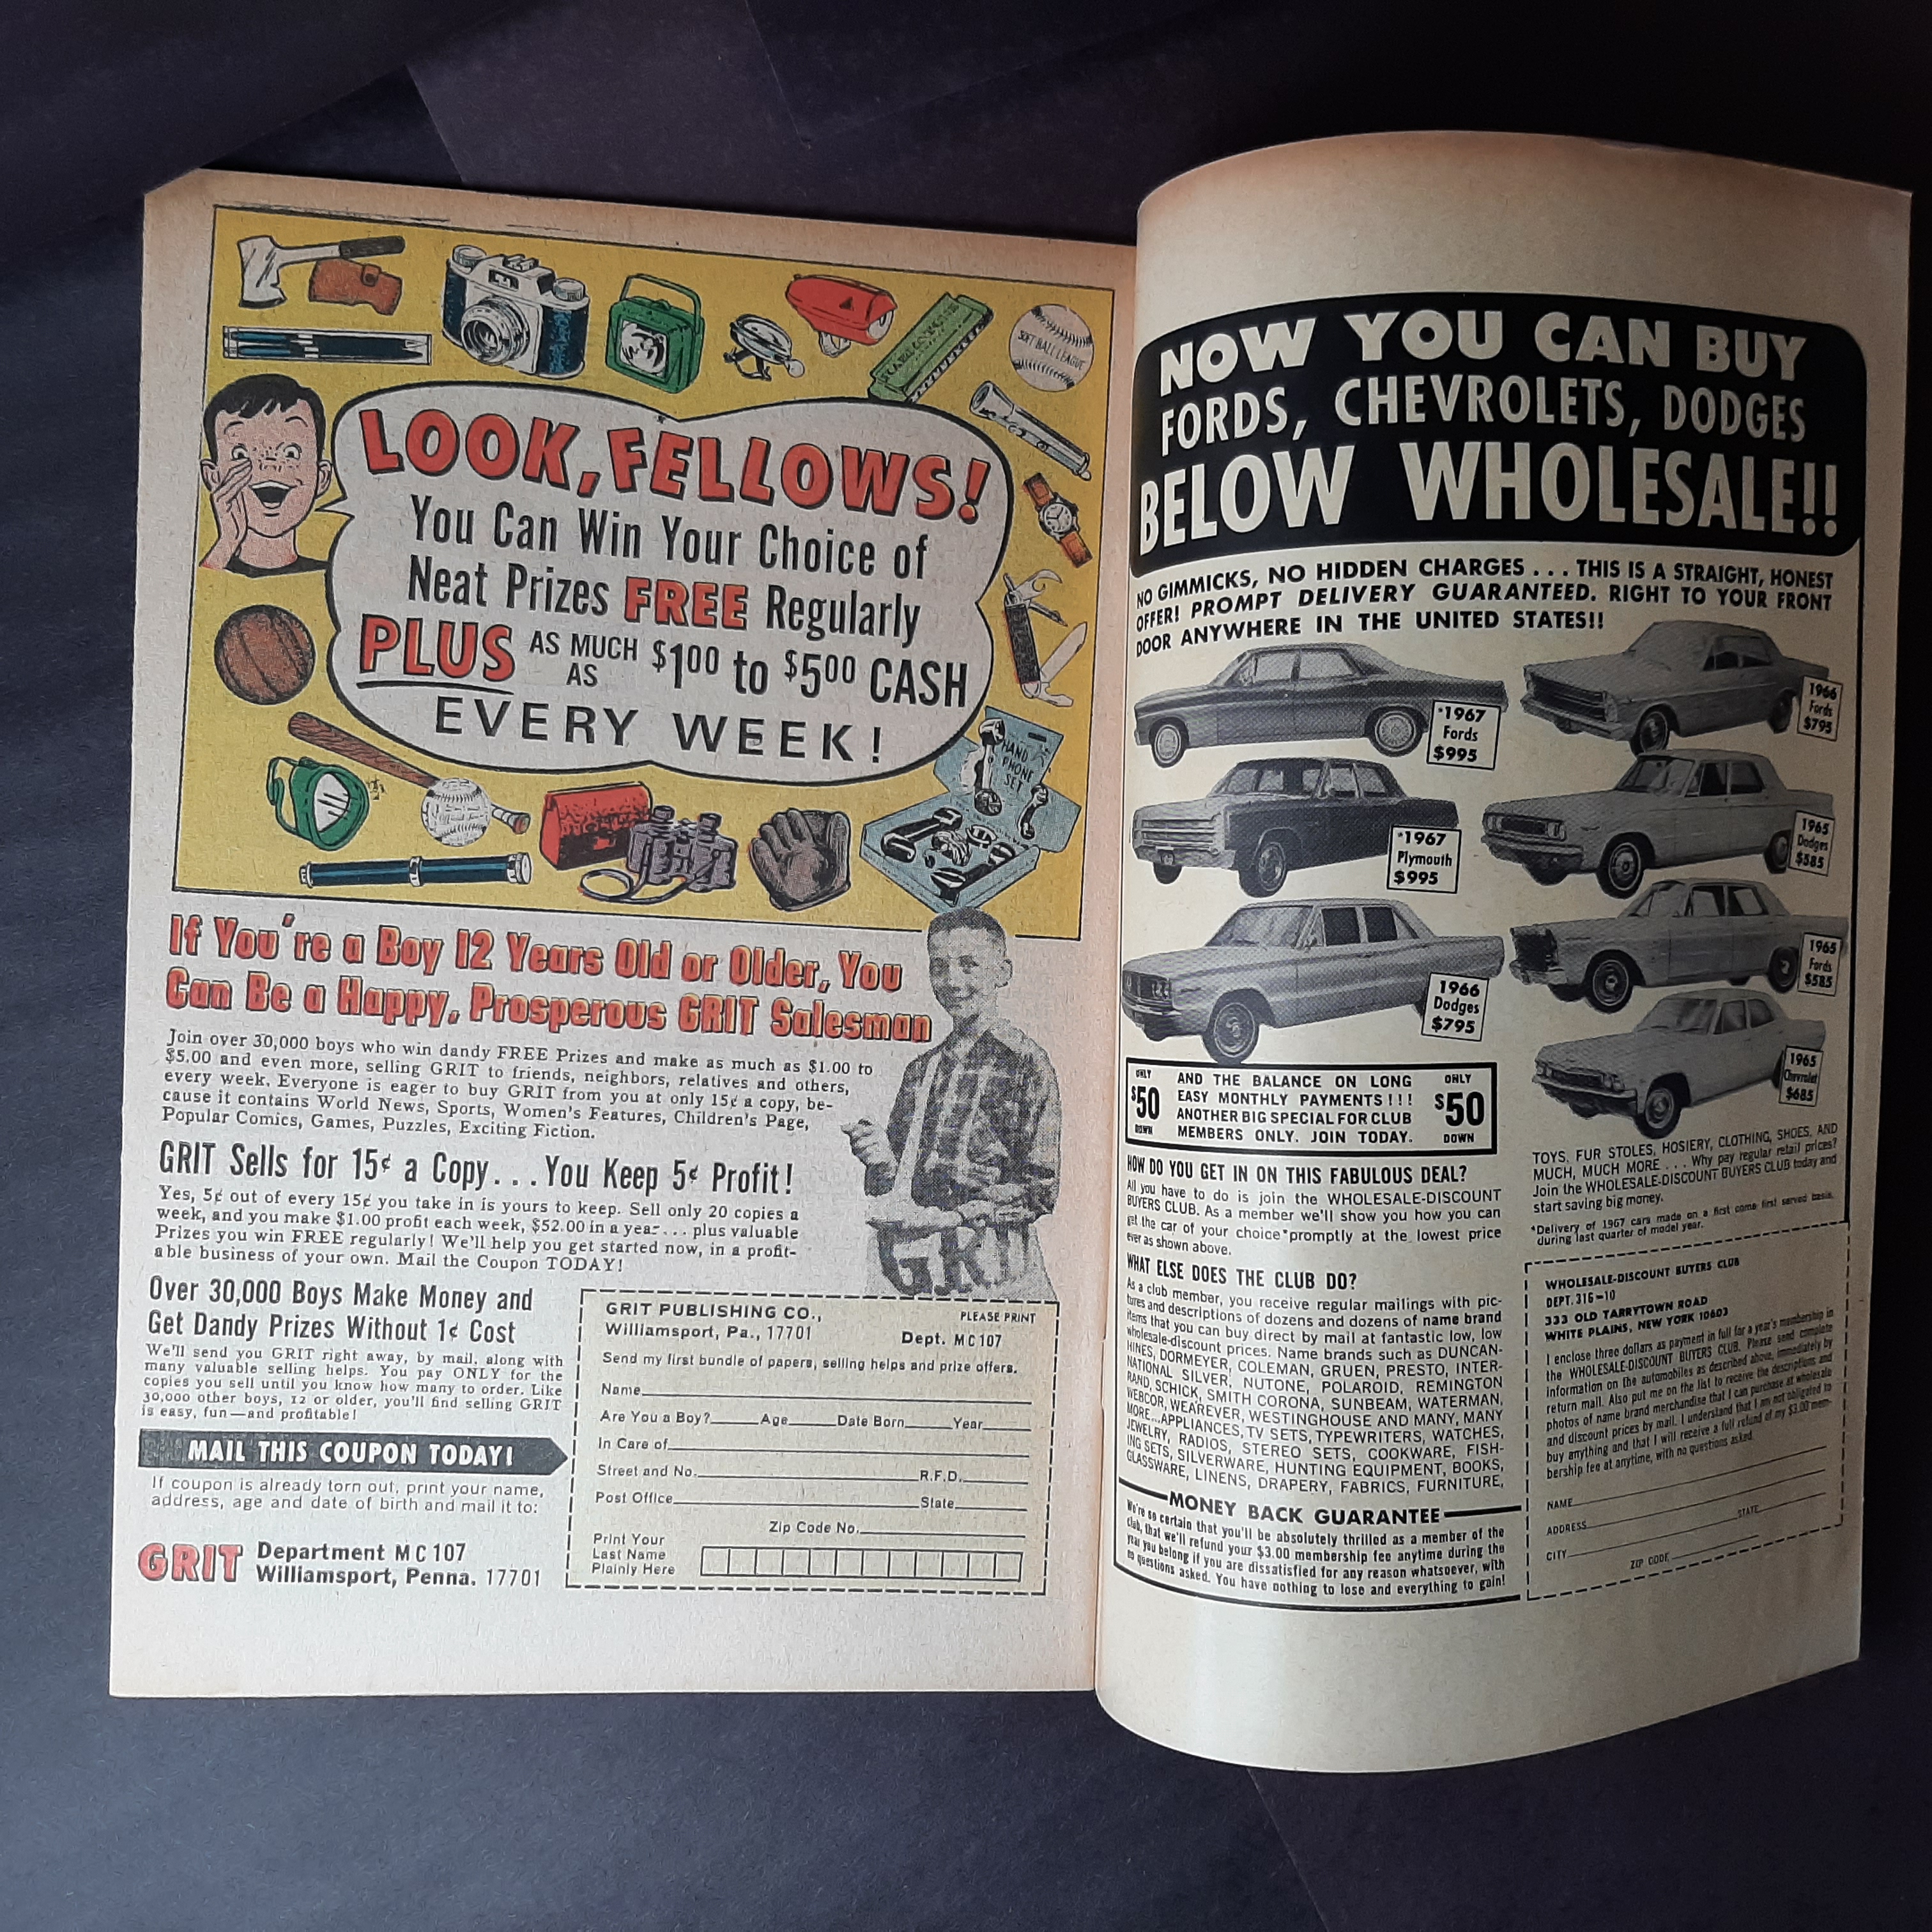 LOOK, FELLOWS!
You Can Win Your Choice of
Neat Prizes FREE Regularly
PLUS AS MUCH AS $1.00 to $5.00 CASH
EVERY WEEK!
SOFT BALL LEAGUE
HAND
PHONE
SET
If You're a Boy 12 Years Old or Older, You
Can Be a Happy, Prosperous GRIT Salesman
Join over 30,000 boys who win dandy FREE Prizes and make as much as $1.00 to
$5.00 and even more, selling GRIT to friends, neighbors, relatives and others,
every week. Everyone is eager to buy GRIT from you at only 15¢ a copy, be-
cause it contains World News, Sports, Women's Features, Children's Page,
Popular Comics, Games, Puzzles, Exciting Fiction.
GRIT Sells for 15¢ a Copy...You Keep 5¢ Profit!
Yes, 5¢ out of every 15¢ you take in is yours to keep. Sell only 20 copies a
week, and you make $1.00 profit each week, $52.00 in a year... plus valuable
Prizes you win FREE regularly! We'll help you get started now, in a profit-
able business of your own. Mail the Coupon TODAY!
GRIT
Over 30,000 Boys Make Money and
Get Dandy Prizes Without 1¢ Cost
We'll send you GRIT right away, by mail, along with
many valuable selling helps. You pay ONLY for the
copies you sell until you know how many to order. Like
30,000 other boys, 12 or older, you'll find selling GRIT
is easy, fun—and profitable!
MAIL THIS COUPON TODAY!
If coupon is already torn out, print your name,
address, age and date of birth and mail it to:
GRIT Department MC107
Williamsport, Penna. 17701
GRIT PUBLISHING CO., PLEASE PRINT
Williamsport, Pa., 17701 Dept. MC107
Send my first bundle of papers, selling helps and prize offers.
Name
Are You a Boy? Age Date Born Year
In Care of
Street and No. R.F.D.
Post Office State
Zip Code No.
Print Your
Last Name
Plainly Here
NOW YOU CAN BUY
FORDS, CHEVROLETS, DODGES
BELOW WHOLESALE!!
NO GIMMICKS, NO HIDDEN CHARGES . . . THIS IS A STRAIGHT, HONEST
OFFER! PROMPT DELIVERY GUARANTEED. RIGHT TO YOUR FRONT
DOOR ANYWHERE IN THE UNITED STATES!!
*1967
Fords
$995
1966
Fords
$795
*1967
Plymouth
$995
1965
Dodges
$585
1966
Dodges
$795
1965
Fords
$585
1965
Chevrolet
$685
ONLY
$50
DOWN
AND THE BALANCE ON LONG
EASY MONTHLY PAYMENTS!!!
ANOTHER BIG SPECIAL FOR CLUB
MEMBERS ONLY. JOIN TODAY.
ONLY
$50
DOWN
HOW DO YOU GET IN ON THIS FABULOUS DEAL?
All you have to do is join the WHOLESALE-DISCOUNT
BUYERS CLUB. As a member we'll show you how you can
get the car of your choice*promptly at the lowest price
ever as shown above.
WHAT ELSE DOES THE CLUB DO?
As a club member, you receive regular mailings with pic-
tures and descriptions of dozens and dozens of name brand
items that you can buy direct by mail at fantastic low, low
wholesale-discount prices. Name brands such as DUNCAN-
HINES, DORMEYER, COLEMAN, GRUEN, PRESTO, INTER-
NATIONAL SILVER, NUTONE, POLAROID, REMINGTON
RAND, SCHICK, SMITH CORONA, SUNBEAM, WATERMAN,
WEBCOR, WEAREVER, WESTINGHOUSE AND MANY, MANY
MORE...APPLIANCES, TV SETS, TYPEWRITERS, WATCHES,
JEWELRY, RADIOS, STEREO SETS, COOKWARE, FISH-
ING SETS, SILVERWARE, HUNTING EQUIPMENT, BOOKS,
GLASSWARE, LINENS, DRAPERY, FABRICS, FURNITURE,
TOYS, FUR STOLES, HOSIERY, CLOTHING, SHOES, AND
MUCH, MUCH MORE . . . Why pay regular retail prices?
Join the WHOLESALE-DISCOUNT BUYERS CLUB today and
start saving big money.
*Delivery of 1967 cars made on a first come first served basis,
during last quarter of model year.
MONEY BACK GUARANTEE
We're so certain that you'll be absolutely thrilled as a member of the
club, that we'll refund your $3.00 membership fee anytime during the
year you belong if you are dissatisfied for any reason whatsoever, with
no questions asked. You have nothing to lose and everything to gain!
WHOLESALE-DISCOUNT BUYERS CLUB
DEPT. 316-10
333 OLD TARRYTOWN ROAD
WHITE PLAINS, NEW YORK 10603
I enclose three dollars as payment in full for a year's membership in
the WHOLESALE-DISCOUNT BUYERS CLUB. Please send complete
information on the automobiles as described above, immediately by
return mail. Also put me on the list to receive the descriptions and
photos of name brand merchandise that I can purchase at wholesale
and discount prices by mail. I understand that I am not obligated to
buy anything and that I will receive a full refund of my $3.00 mem-
bership fee at anytime, with no questions asked.
NAME
ADDRESS
CITY STATE
ZIP CODE